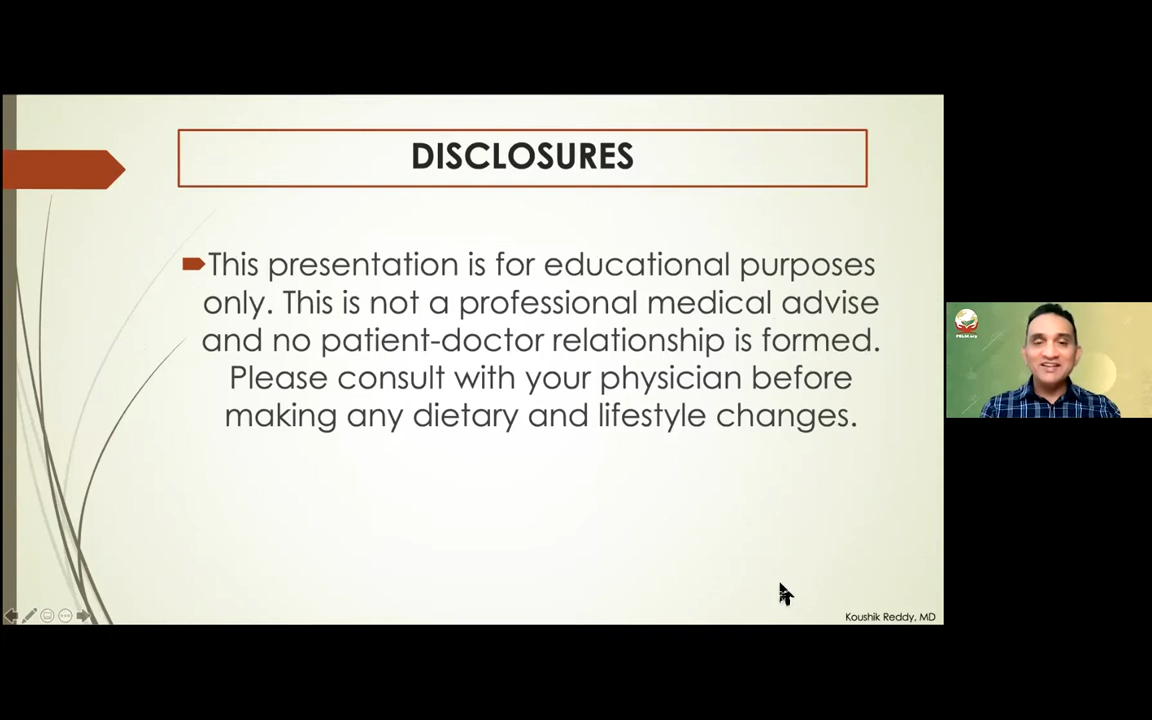 DISCLOSURES
This presentation is for educational purposes
only. This is not a professional medical advise
and no patient-doctor relationship is formed.
Please consult with your physician before
making any dietary and lifestyle changes.
Koushik Reddy, MD